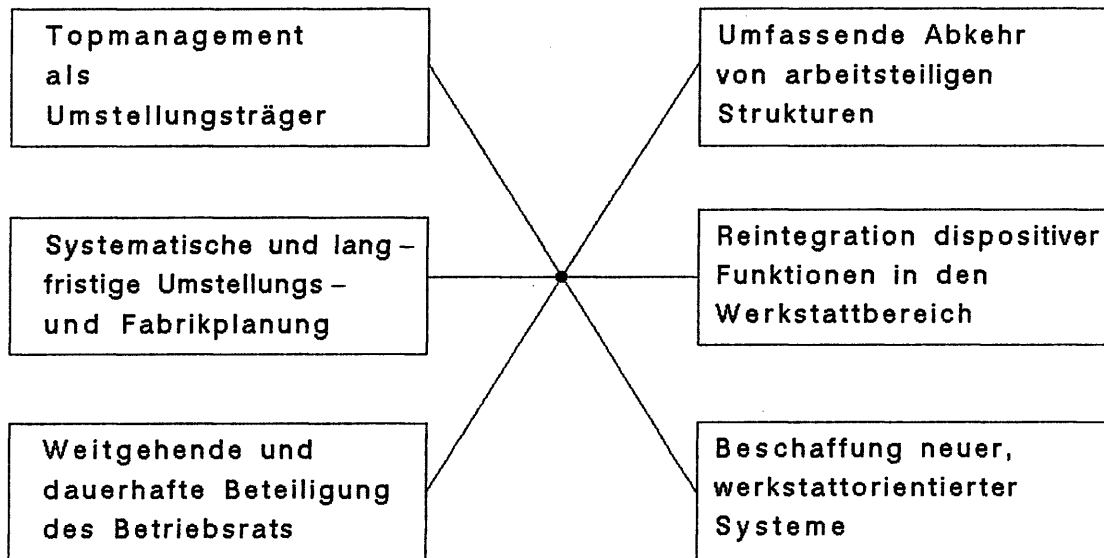 Topmanagement
als
Umstellungsträger
Systematische und lang-
fristige Umstellungs-
und Fabrikplanung
Weitgehende und
dauerhafte Beteiligung
des Betriebsrats
Umfassende Abkehr
von arbeitsteiligen
Strukturen
Reintegration dispositiver
Funktionen in den
Werkstattbereich
Beschaffung neuer,
werkstattorientierter
Systeme